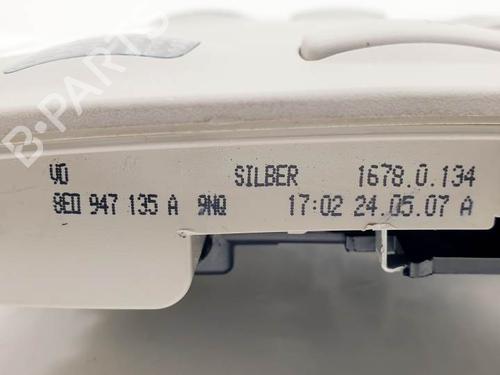 B-PARTS
VO SILBER 1678.0.134
8E0 947 135 A 9NQ 17:02 24.05.07 A